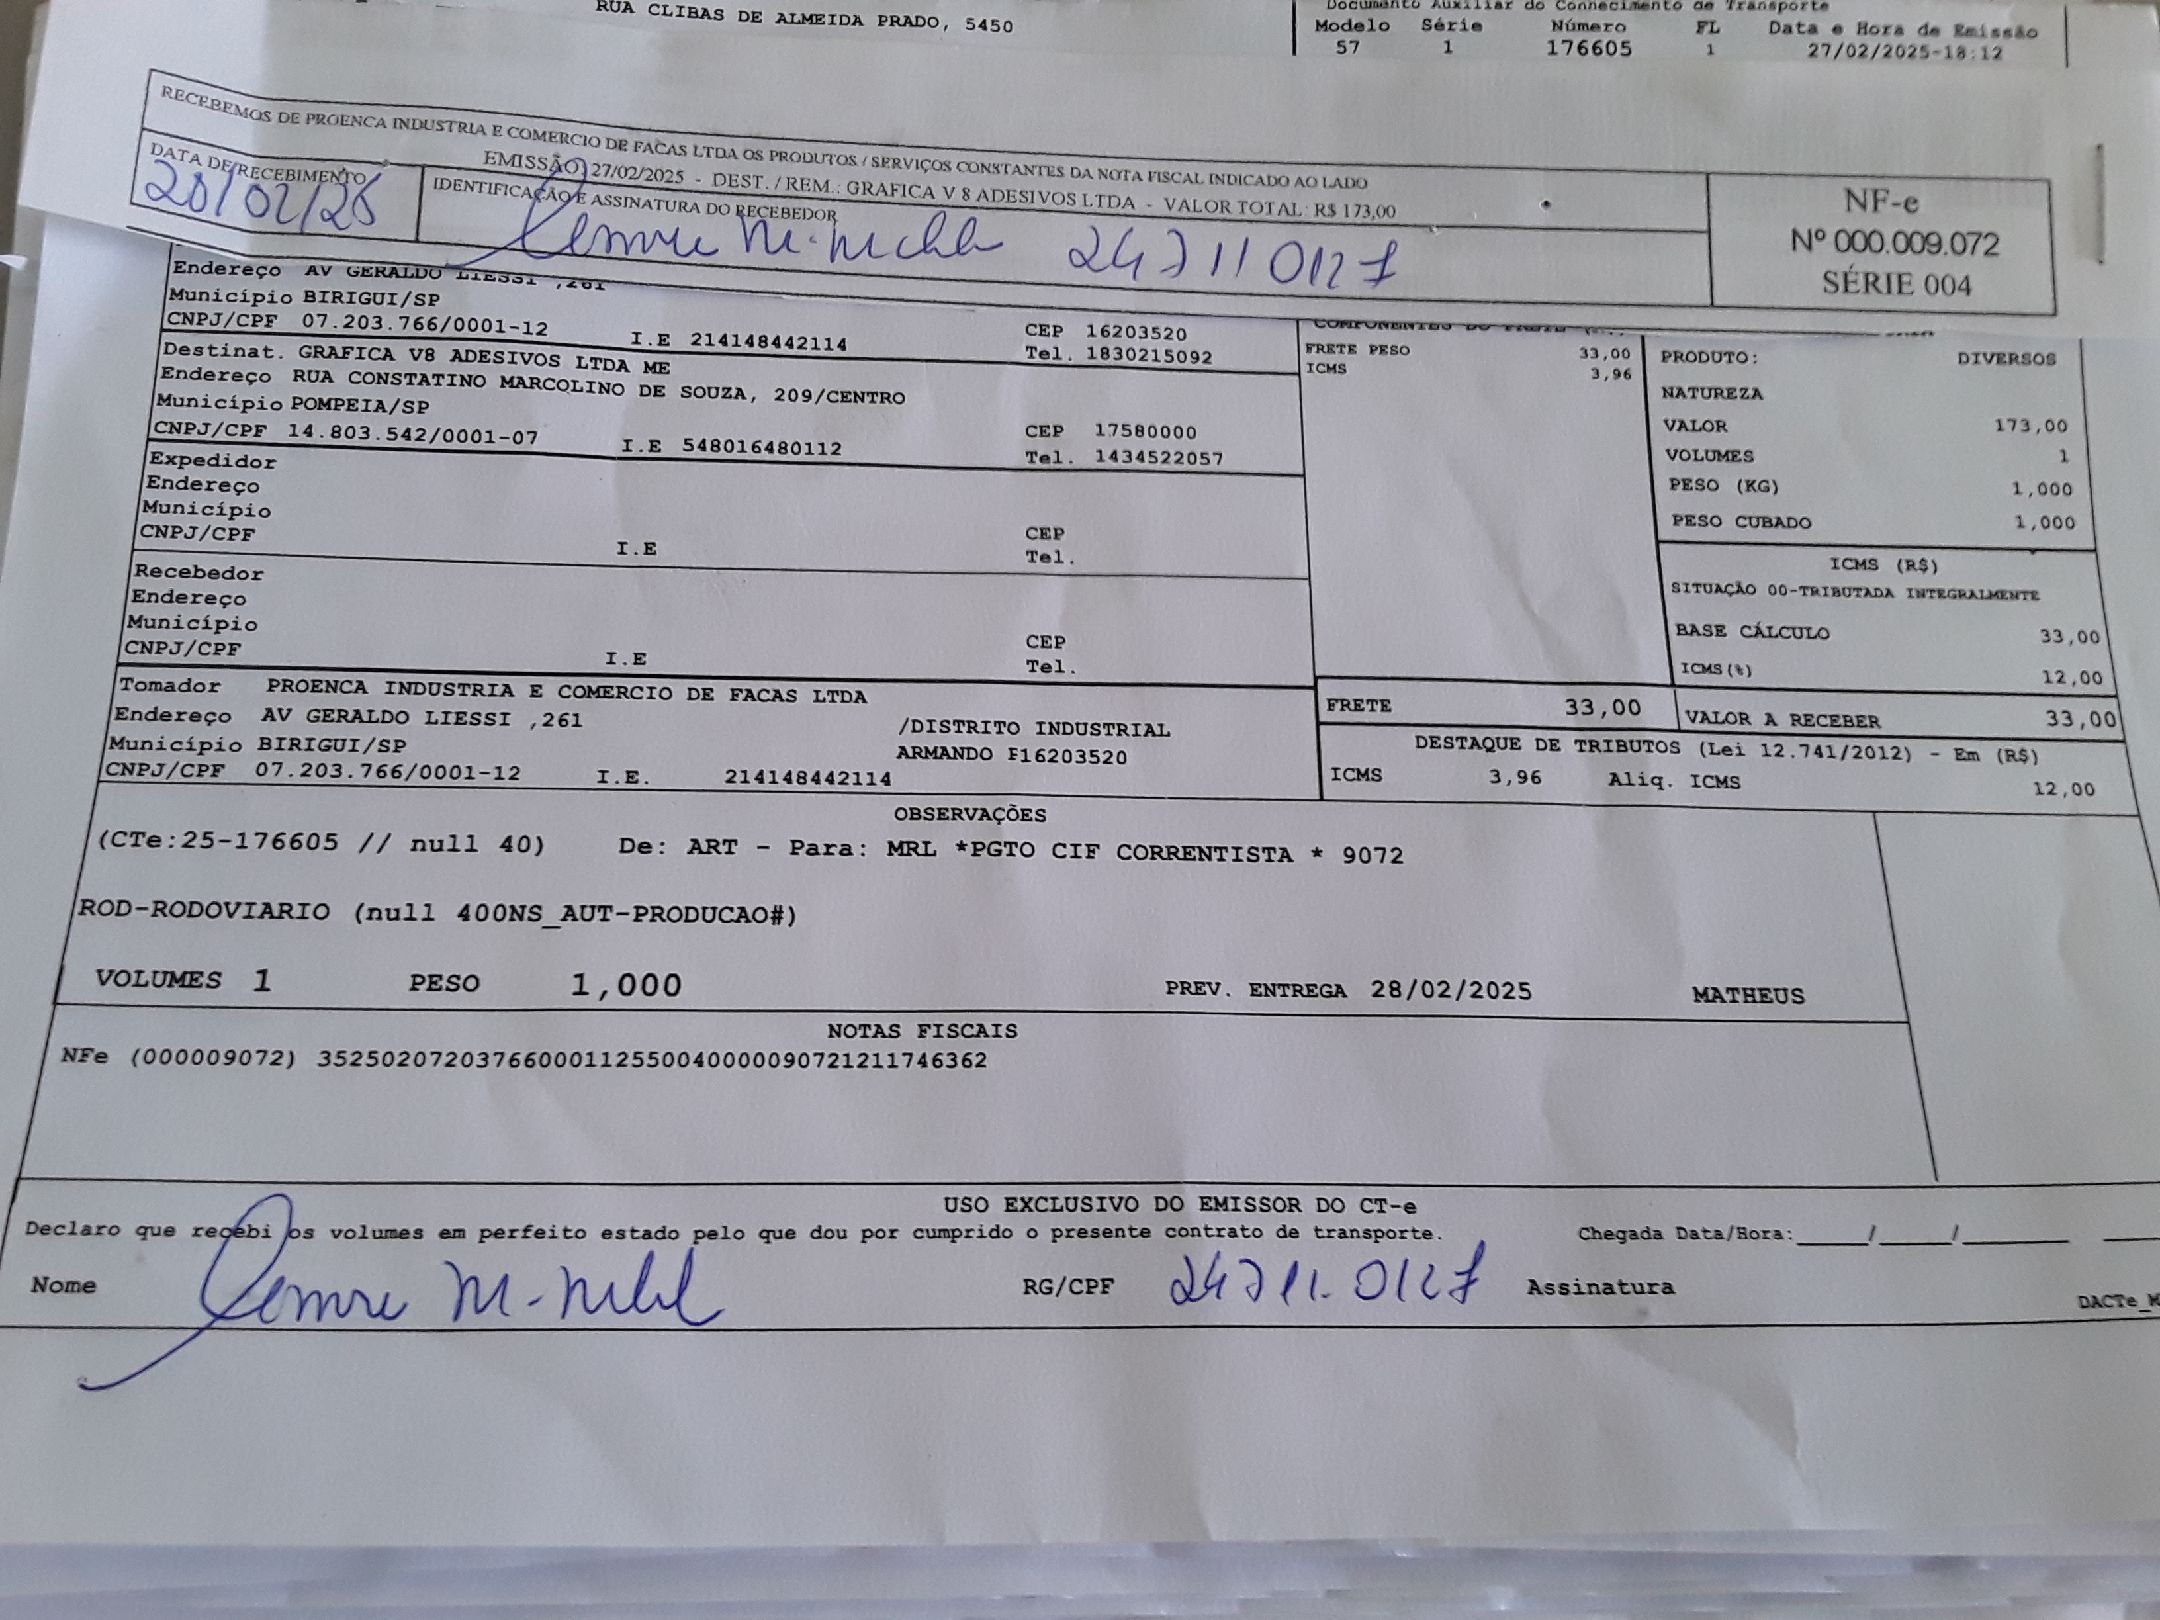 RUA CLIBAS DE ALMEIDA PRADO, 5450
Documento Auxiliar do Conhecimento de Transporte
Modelo Série Número FL Data e Hora de Emissão
57 1 176605 1 27/02/2025-18:12
RECEBEMOS DE PROENCA INDUSTRIA E COMERCIO DE FACAS LTDA OS PRODUTOS / SERVIÇOS CONSTANTES DA NOTA FISCAL INDICADO AO LADO
EMISSÃO: 27/02/2025 - DEST. / REM.: GRAFICA V 8 ADESIVOS LTDA - VALOR TOTAL: R$ 173,00
DATA DE RECEBIMENTO
IDENTIFICAÇÃO E ASSINATURA DO RECEBEDOR
NF-e
Nº 000.009.072
SÉRIE 004
Endereço AV GERALDO LIESSI ,261
Município BIRIGUI/SP
CNPJ/CPF 07.203.766/0001-12 I.E 214148442114
CEP 16203520
Tel. 1830215092
Destinat. GRAFICA V8 ADESIVOS LTDA ME
Endereço RUA CONSTATINO MARCOLINO DE SOUZA, 209/CENTRO
Município POMPEIA/SP
CNPJ/CPF 14.803.542/0001-07 I.E 548016480112
CEP 17580000
Tel. 1434522057
Expedidor
Endereço
Município
CNPJ/CPF I.E
CEP
Tel.
Recebedor
Endereço
Município
CNPJ/CPF I.E
CEP
Tel.
Tomador PROENCA INDUSTRIA E COMERCIO DE FACAS LTDA
Endereço AV GERALDO LIESSI ,261 /DISTRITO INDUSTRIAL
Município BIRIGUI/SP ARMANDO F16203520
CNPJ/CPF 07.203.766/0001-12 I.E. 214148442114
COMPONENTES DO FRETE
FRETE PESO 33,00
ICMS 3,96
PRODUTO: DIVERSOS
NATUREZA
VALOR 173,00
VOLUMES 1
PESO (KG) 1,000
PESO CUBADO 1,000
ICMS (R$)
SITUAÇÃO 00-TRIBUTADA INTEGRALMENTE
BASE CÁLCULO 33,00
ICMS(%) 12,00
FRETE 33,00 VALOR A RECEBER 33,00
DESTAQUE DE TRIBUTOS (Lei 12.741/2012) - Em (R$)
ICMS 3,96 Aliq. ICMS 12,00
OBSERVAÇÕES
(CTe:25-176605 // null 40) De: ART - Para: MRL *PGTO CIF CORRENTISTA * 9072
ROD-RODOVIARIO (null 400NS_AUT-PRODUCAO#)
VOLUMES 1 PESO 1,000 PREV. ENTREGA 28/02/2025 MATHEUS
NOTAS FISCAIS
NFe (000009072) 35250207203766000112550040000090721211746362
USO EXCLUSIVO DO EMISSOR DO CT-e
Declaro que recebi os volumes em perfeito estado pelo que dou por cumprido o presente contrato de transporte. Chegada Data/Hora:_____/_____/________
Nome RG/CPF Assinatura